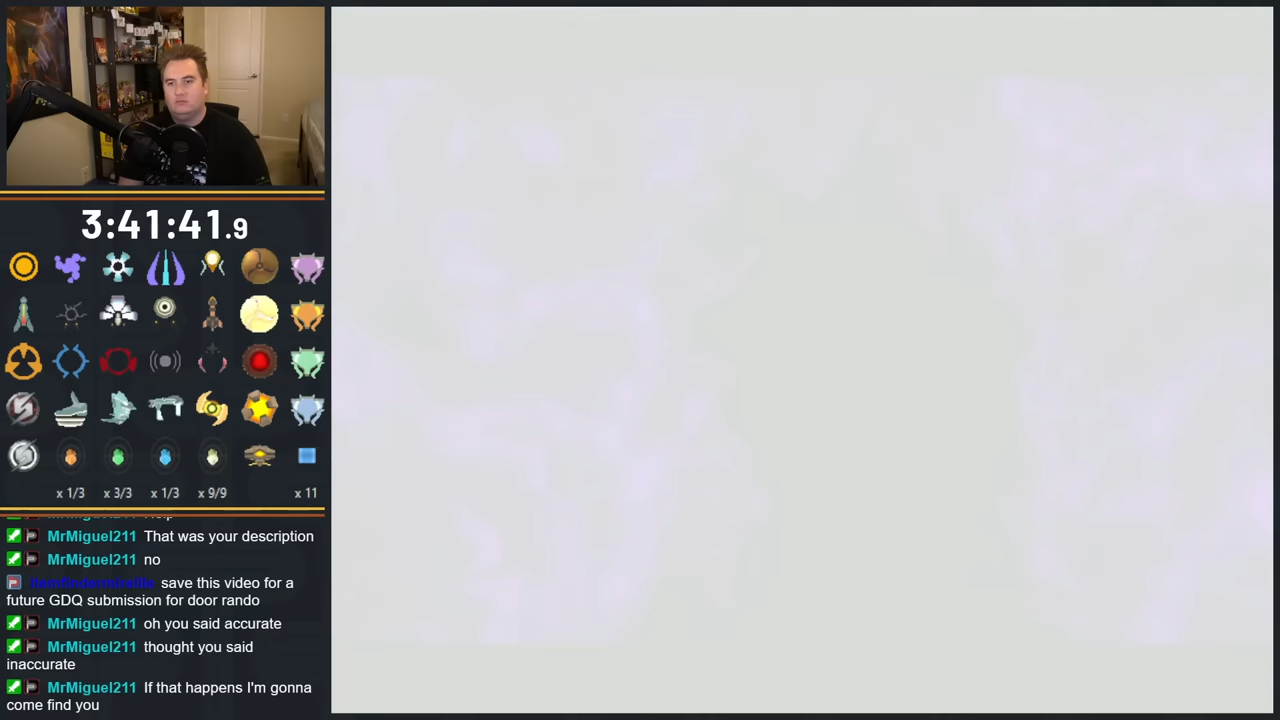 3:41:41.9
x 1/3 x 3/3 x 1/3 x 9/9 x 11
MrMiguel211 That was your description
MrMiguel211 no
save this video for a
future GDQ submission for door rando
MrMiguel211 oh you said accurate
MrMiguel211 thought you said
inaccurate
MrMiguel211 If that happens I'm gonna
come find you